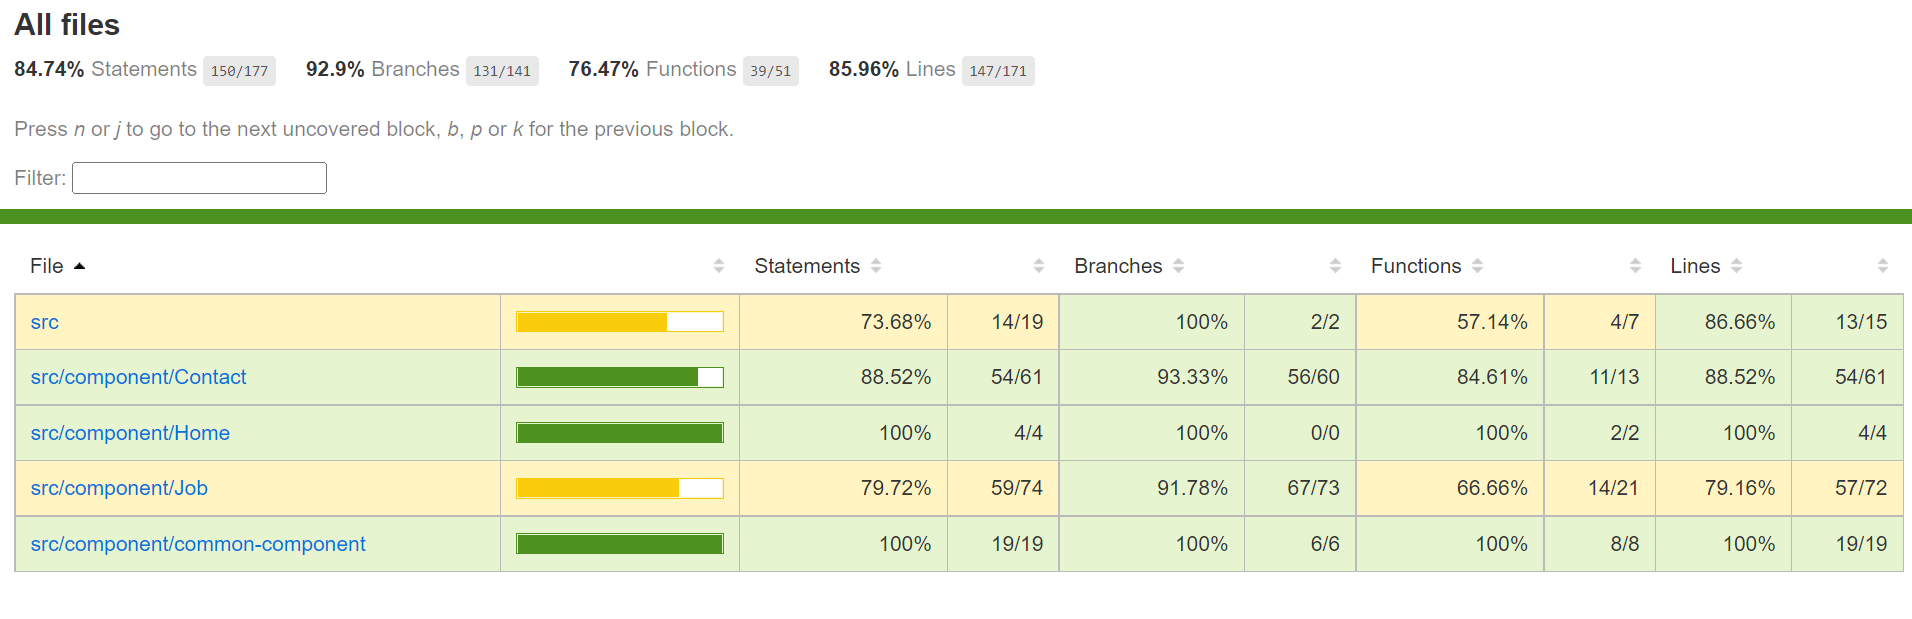 All files
84.74% Statements 150/177 92.9% Branches 131/141 76.47% Functions 39/51 85.96% Lines 147/171
Press n or j to go to the next uncovered block, b, p or k for the previous block.
Filter:
File Statements Branches Functions Lines
src 73.68% 14/19 100% 2/2 57.14% 4/7 86.66% 13/15
src/component/Contact 88.52% 54/61 93.33% 56/60 84.61% 11/13 88.52% 54/61
src/component/Home 100% 4/4 100% 0/0 100% 2/2 100% 4/4
src/component/Job 79.72% 59/74 91.78% 67/73 66.66% 14/21 79.16% 57/72
src/component/common-component 100% 19/19 100% 6/6 100% 8/8 100% 19/19